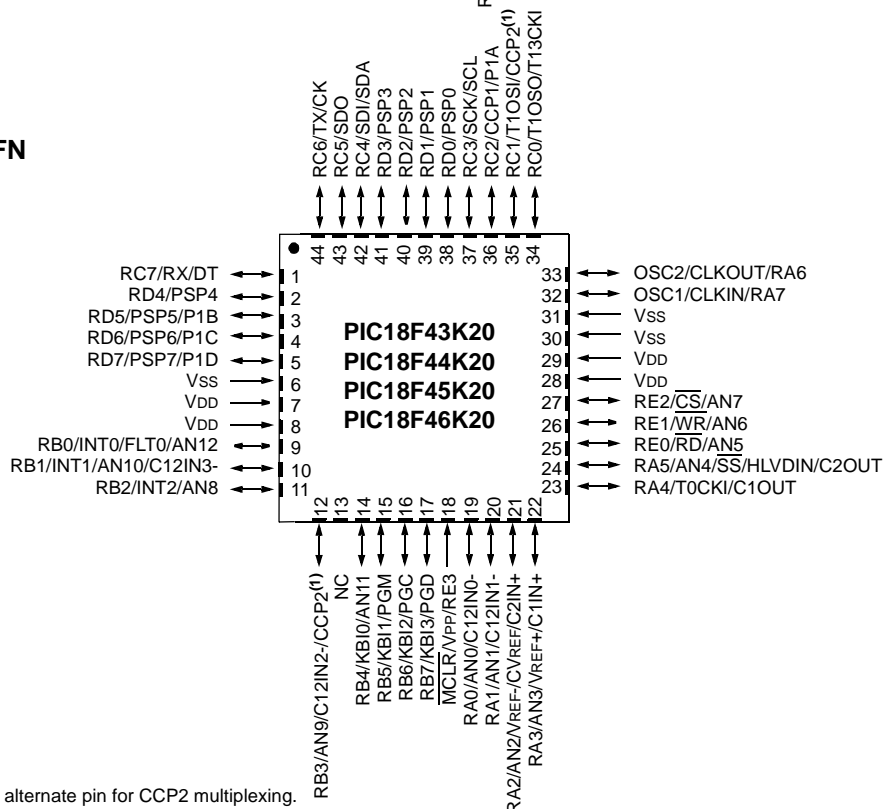 FN
RC6/TX/CK
RC5/SDO
RC4/SDI/SDA
RD3/PSP3
RD2/PSP2
RD1/PSP1
RD0/PSP0
RC3/SCK/SCL
RC2/CCP1/P1A
RC1/T1OSI/CCP2(1)
RC0/T1OSO/T13CKI
44
43
42
41
40
39
38
37
36
35
34
RC7/RX/DT 1
RD4/PSP4 2
RD5/PSP5/P1B 3
RD6/PSP6/P1C 4
RD7/PSP7/P1D 5
VSS 6
VDD 7
VDD 8
RB0/INT0/FLT0/AN12 9
RB1/INT1/AN10/C12IN3- 10
RB2/INT2/AN8 11
PIC18F43K20
PIC18F44K20
PIC18F45K20
PIC18F46K20
33 OSC2/CLKOUT/RA6
32 OSC1/CLKIN/RA7
31 VSS
30 VSS
29 VDD
28 VDD
27 RE2/CS/AN7
26 RE1/WR/AN6
25 RE0/RD/AN5
24 RA5/AN4/SS/HLVDIN/C2OUT
23 RA4/T0CKI/C1OUT
12
13
14
15
16
17
18
19
20
21
22
RB3/AN9/C12IN2-/CCP2(1)
NC
RB4/KBI0/AN11
RB5/KBI1/PGM
RB6/KBI2/PGC
RB7/KBI3/PGD
MCLR/VPP/RE3
RA0/AN0/C12IN0-
RA1/AN1/C12IN1-
RA2/AN2/VREF-/CVREF/C2IN+
RA3/AN3/VREF+/C1IN+
alternate pin for CCP2 multiplexing.